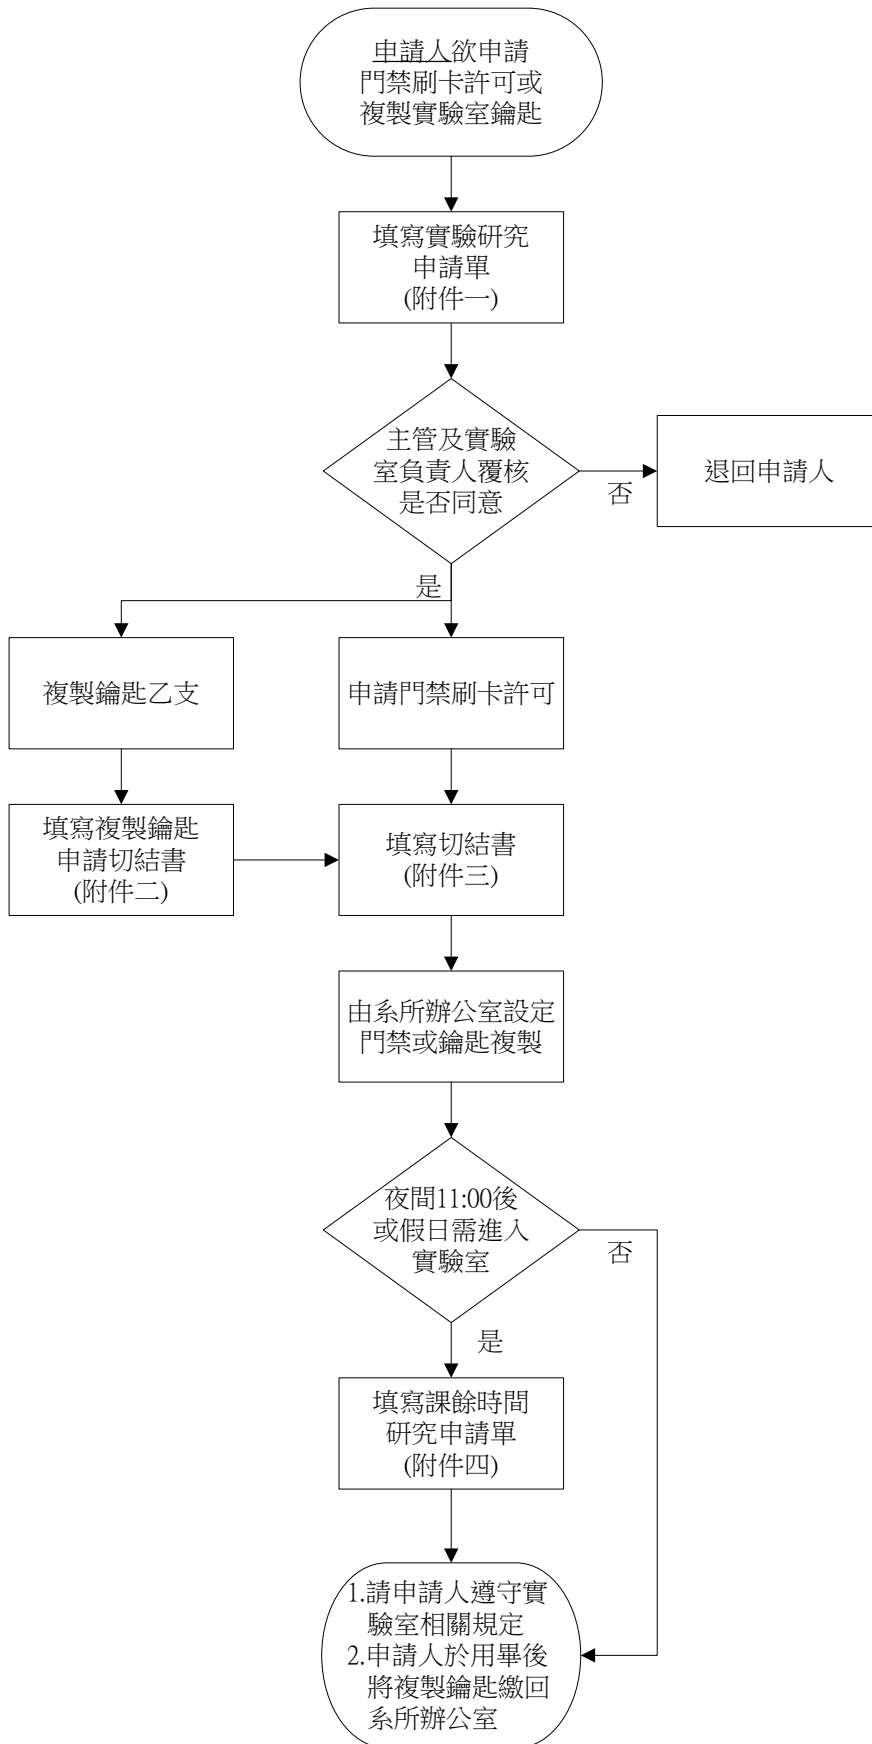 申請人欲申請
門禁刷卡許可或
複製實驗室鑰匙
填寫實驗研究
申請單
(附件一)
主管及實驗
室負責人覆核
是否同意
否
退回申請人
是
複製鑰匙乙支
申請門禁刷卡許可
填寫複製鑰匙
申請切結書
(附件二)
填寫切結書
(附件三)
由系所辦公室設定
門禁或鑰匙複製
夜間11:00後
或假日需進入
實驗室
否
是
填寫課餘時間
研究申請單
(附件四)
1.請申請人遵守實
驗室相關規定
2.申請人於用畢後
將複製鑰匙繳回
系所辦公室